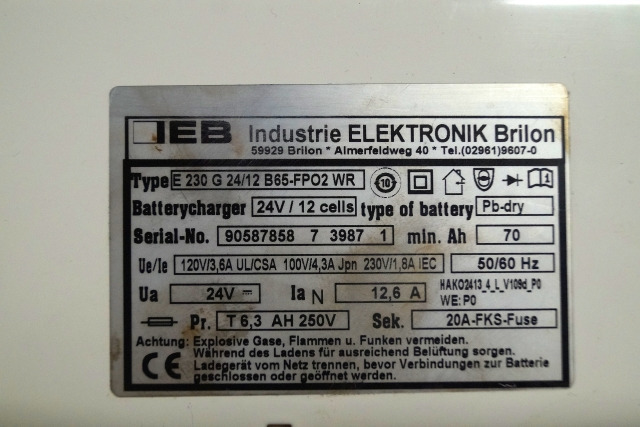 IEB Industrie ELEKTRONIK Brilon
59929 Brilon * Almerfeldweg 40 * Tel.(02961)9607-0
Type E 230 G 24/12 B65-FPO2 WR 10
Batterycharger 24V / 12 cells type of battery Pb-dry
Serial-No. 90587858 7 3987 1 min. Ah 70
Ue/Ie 120V/3,6A UL/CSA 100V/4,3A Jpn 230V/1,8A IEC 50/60 Hz
Ua 24V⎓ Ia N 12,6 A HAKO2413_4_L_V109d_P0
WE: P0
Pr. T 6,3 AH 250V Sek. 20A-FKS-Fuse
Achtung: Explosive Gase, Flammen u. Funken vermeiden.
Während des Ladens für ausreichend Belüftung sorgen.
CE Ladegerät vom Netz trennen, bevor Verbindungen zur Batterie
geschlossen oder geöffnet werden.